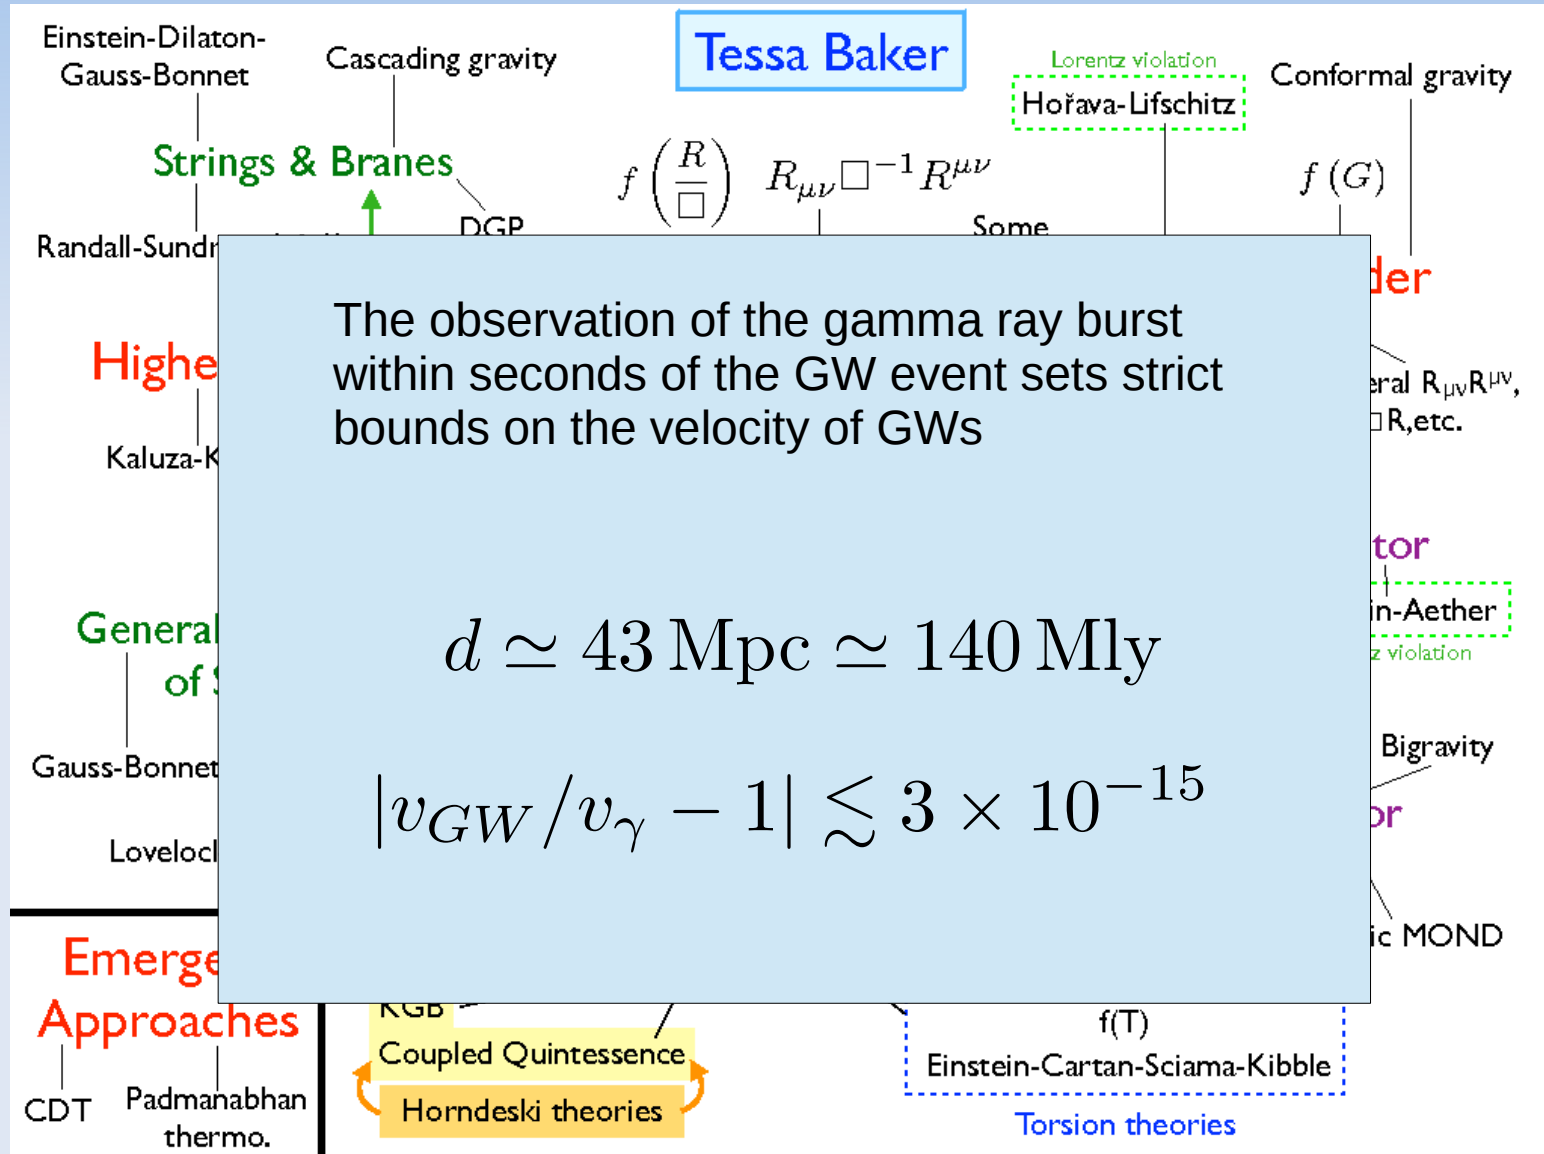 Einstein-Dilaton-
Gauss-Bonnet
Cascading gravity
Tessa Baker
Lorentz violation
Hořava-Lifschitz
Conformal gravity
Strings & Branes
f(R/□)
R_{μν}□^{-1}R^{μν}
f(G)
DGP
Some
Randall-Sundr
der
The observation of the gamma ray burst
within seconds of the GW event sets strict
bounds on the velocity of GWs
Highe
eral R_{μν}R^{μν},
□R,etc.
Kaluza-K
tor
in-Aether
z violation
General
of
d ≃ 43 Mpc ≃ 140 Mly
Gauss-Bonnet
Bigravity
|v_{GW}/v_γ − 1| ≲ 3 × 10^{−15}
or
Lovelocl
ic MOND
Emerge
Approaches
CDT
Padmanabhan
thermo.
KGB
Coupled Quintessence
Horndeski theories
f(T)
Einstein-Cartan-Sciama-Kibble
Torsion theories